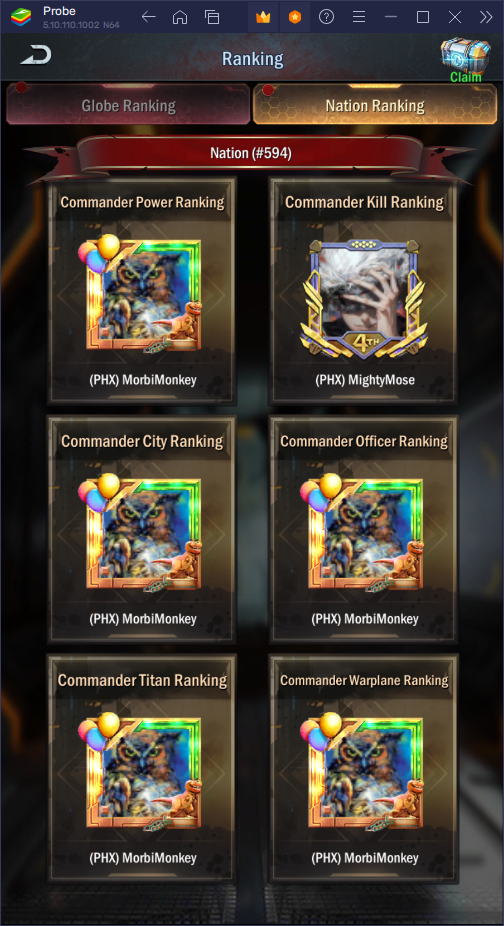 Probe
5.10.110.1002 N64
Ranking
Claim
Globe Ranking
Nation Ranking
Nation (#594)
Commander Power Ranking
Commander Kill Ranking
4TH
(PHX) MorbiMonkey
(PHX) MightyMose
Commander City Ranking
Commander Officer Ranking
(PHX) MorbiMonkey
(PHX) MorbiMonkey
Commander Titan Ranking
Commander Warplane Ranking
(PHX) MorbiMonkey
(PHX) MorbiMonkey